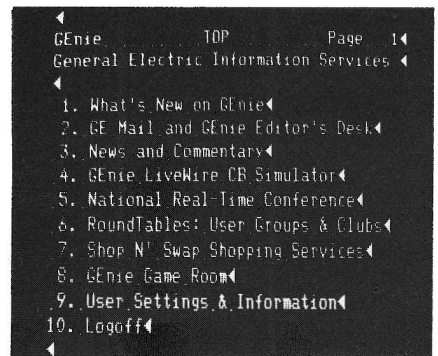 GEnie TOP Page 1
General Electric Information Services
1. What's New on GEnie
2. GE Mail and GEnie Editor's Desk
3. News and Commentary
4. GEnie LiveWire CB Simulator
5. National Real-Time Conference
6. RoundTables: User Groups & Clubs
7. Shop N' Swap Shopping Services
8. GEnie Game Room
9. User Settings & Information
10. Logoff